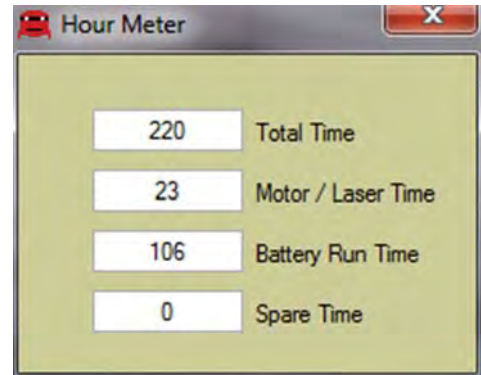 Hour Meter
220 Total Time
23 Motor / Laser Time
106 Battery Run Time
0 Spare Time